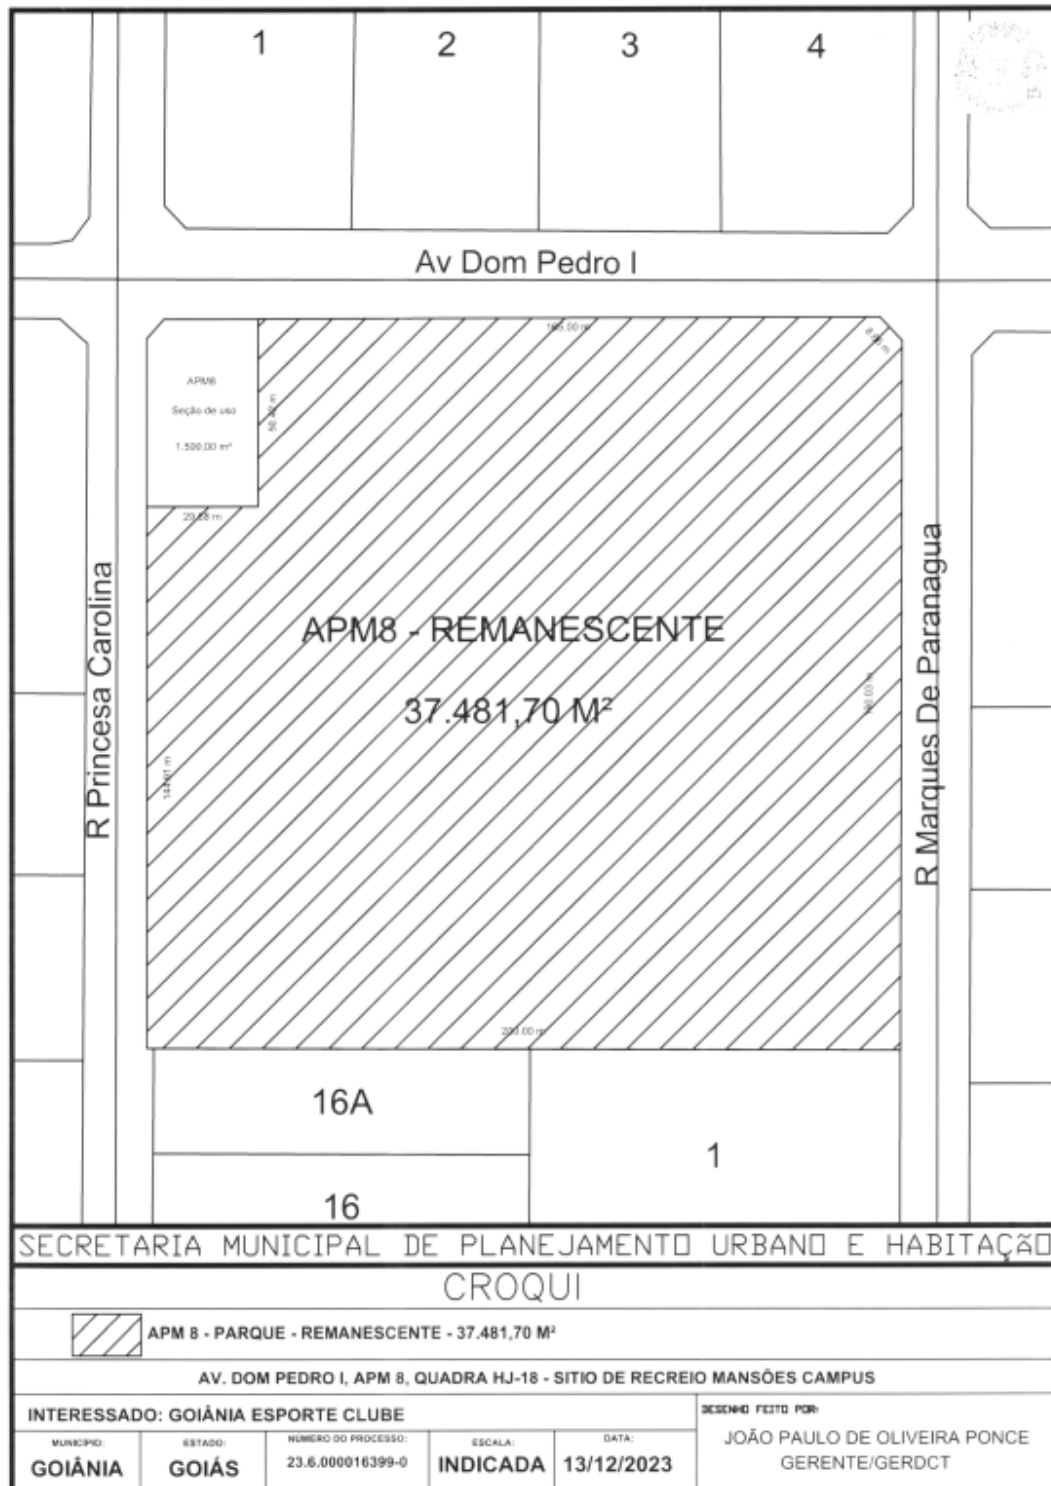 1
2
3
4
Av Dom Pedro I
APM8
Seção de uso
29,88 m
R Princesa Carolina
R Marques De Paranagua
APM8 - REMANESCENTE
37.481,70 M²
200.00 m
16A
1
16
SECRETARIA MUNICIPAL DE PLANEJAMENTO URBANO E HABITAÇÃO
CROQUI
APM 8 - PARQUE - REMANESCENTE - 37.481,70 M²
AV. DOM PEDRO I, APM 8, QUADRA HJ-18 - SITIO DE RECREIO MANSÕES CAMPUS
INTERESSADO: GOIÂNIA ESPORTE CLUBE
DESENHO FEITO POR:
JOÃO PAULO DE OLIVEIRA PONCE
GERENTE/GERDCT
MUNICÍPIO:
GOIÂNIA
ESTADO:
GOIÁS
NÚMERO DO PROCESSO:
23.6.000016399-0
ESCALA:
INDICADA
DATA:
13/12/2023